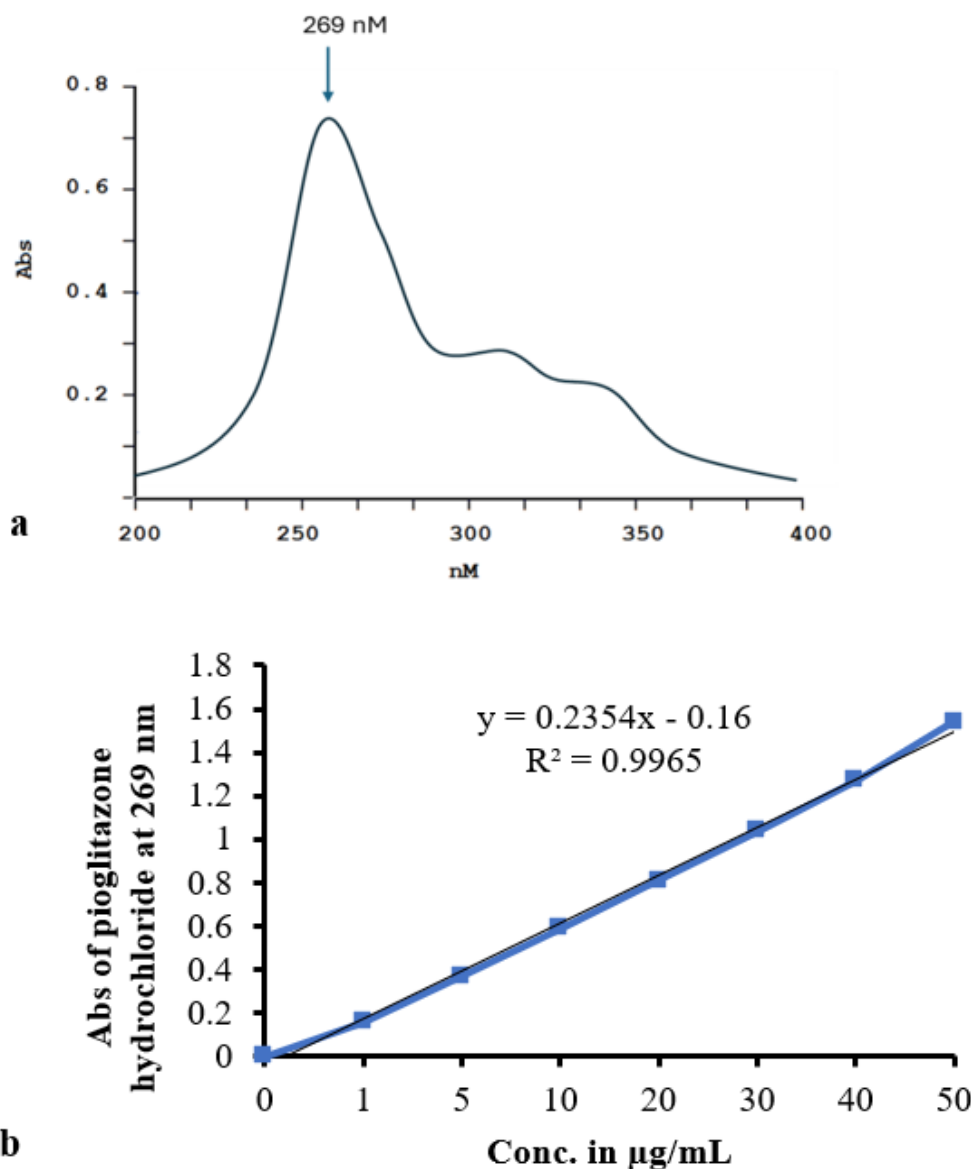 269 nM
0.8
0.6
0.4
0.2
Abs
200 250 300 350 400
nM
a
1.8
1.6
1.4
1.2
1
0.8
0.6
0.4
0.2
0
y = 0.2354x - 0.16
R² = 0.9965
Abs of pioglitazone
hydrochloride at 269 nm
0 1 5 10 20 30 40 50
Conc. in µg/mL
b